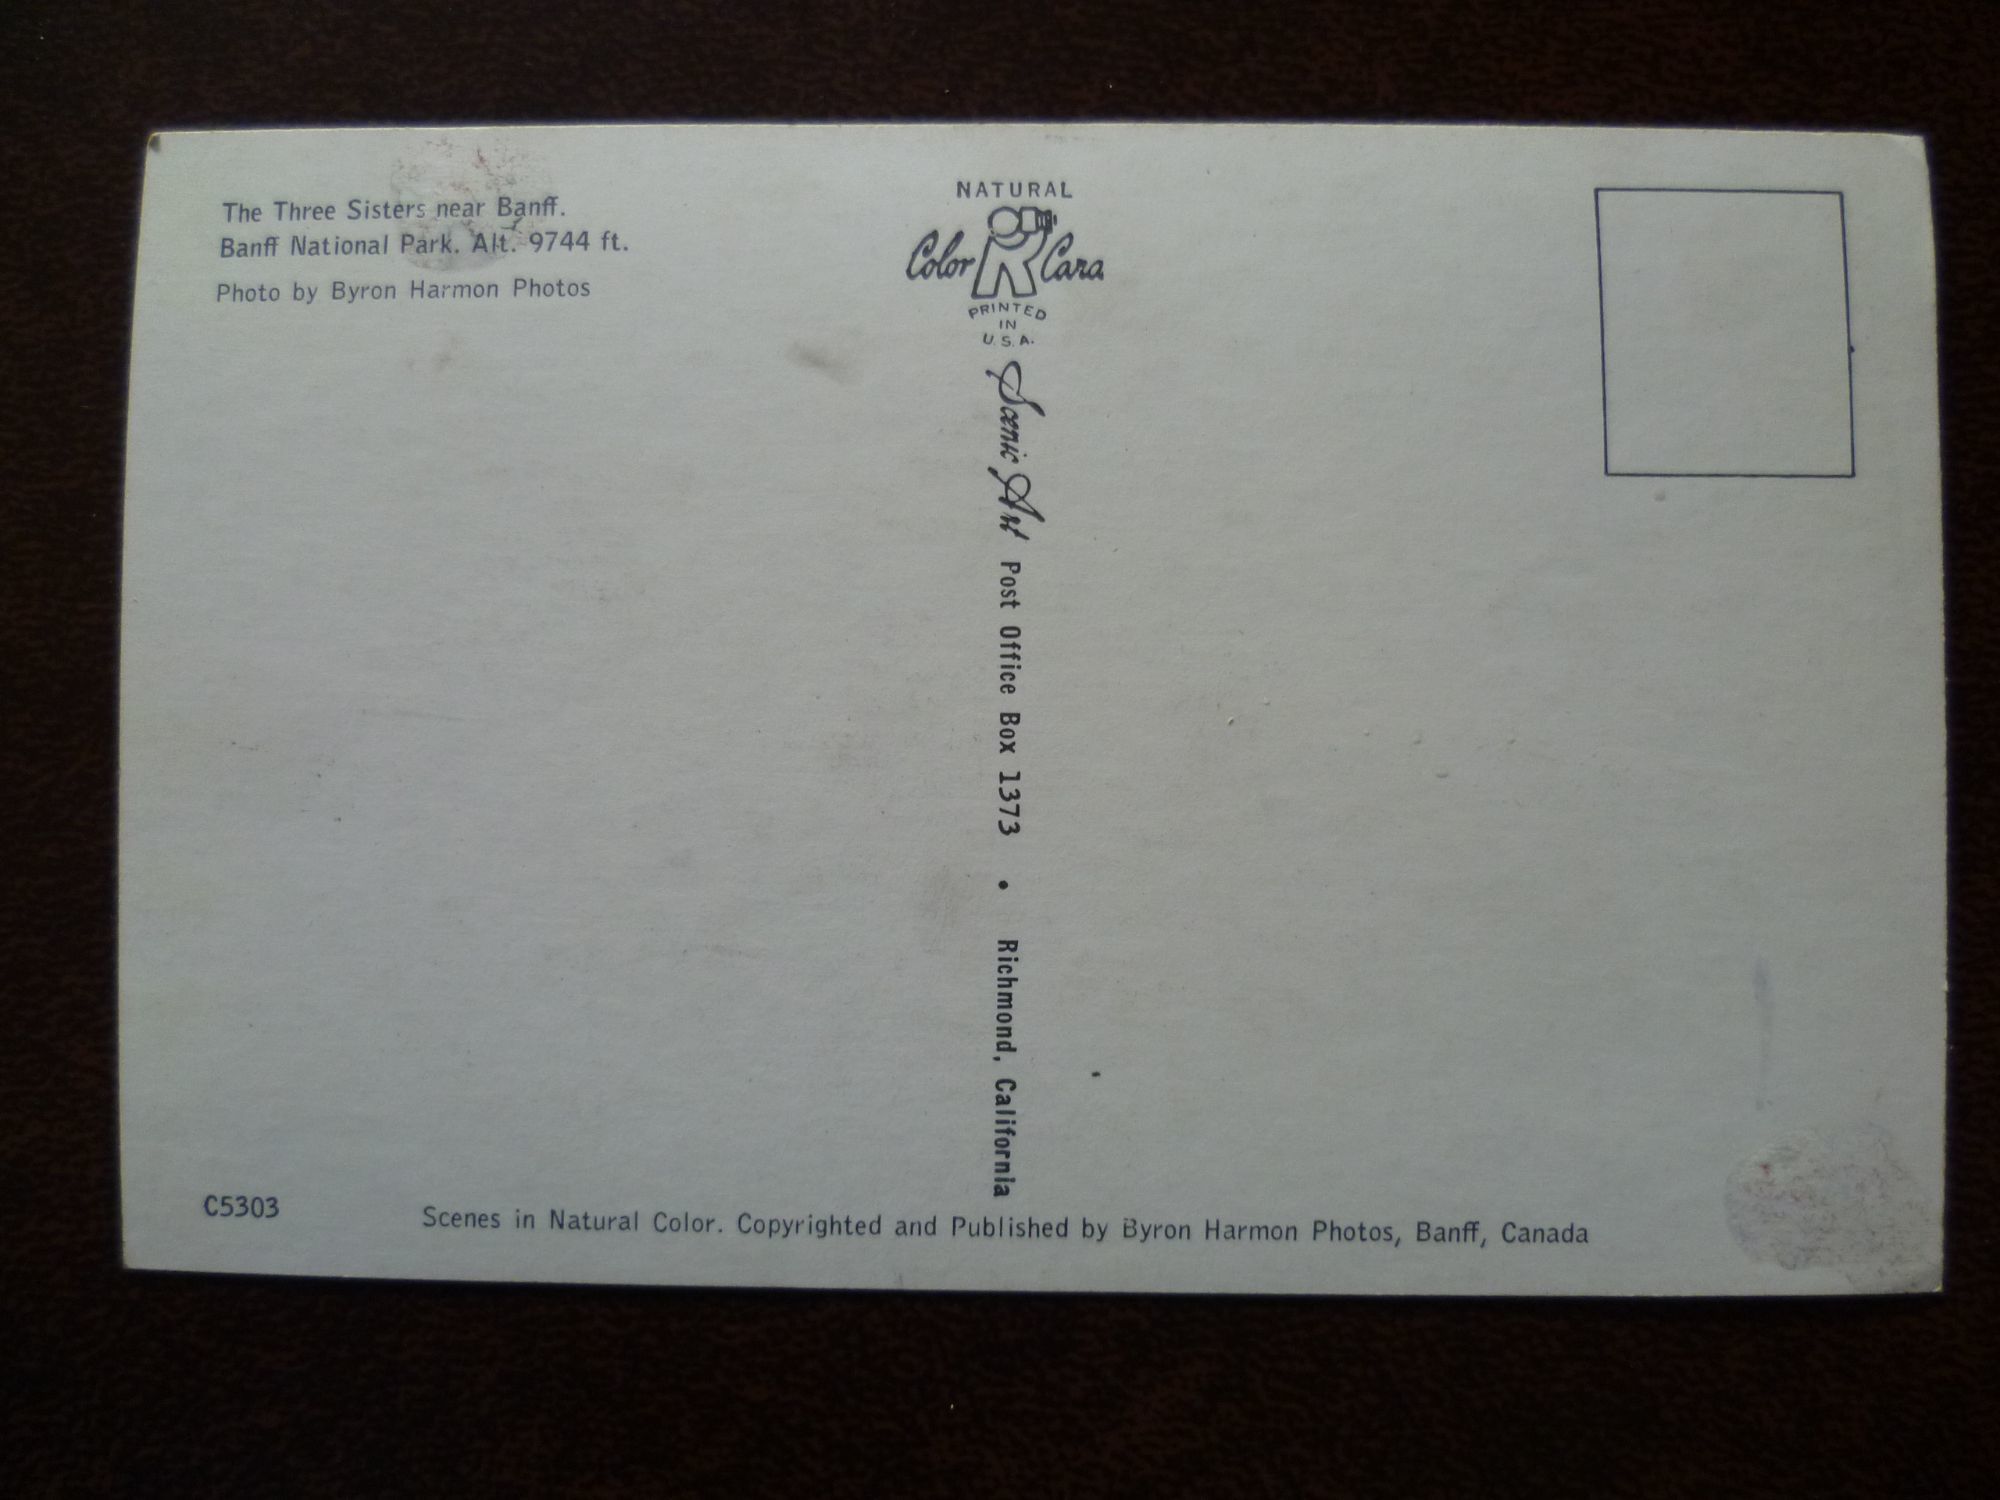 The Three Sisters near Banff.
Banff National Park. Alt. 9744 ft.
Photo by Byron Harmon Photos
NATURAL
Color Cara
PRINTED
IN
U.S.A.
Scenic Art Post Office Box 1373 • Richmond, California
C5303
Scenes in Natural Color. Copyrighted and Published by Byron Harmon Photos, Banff, Canada